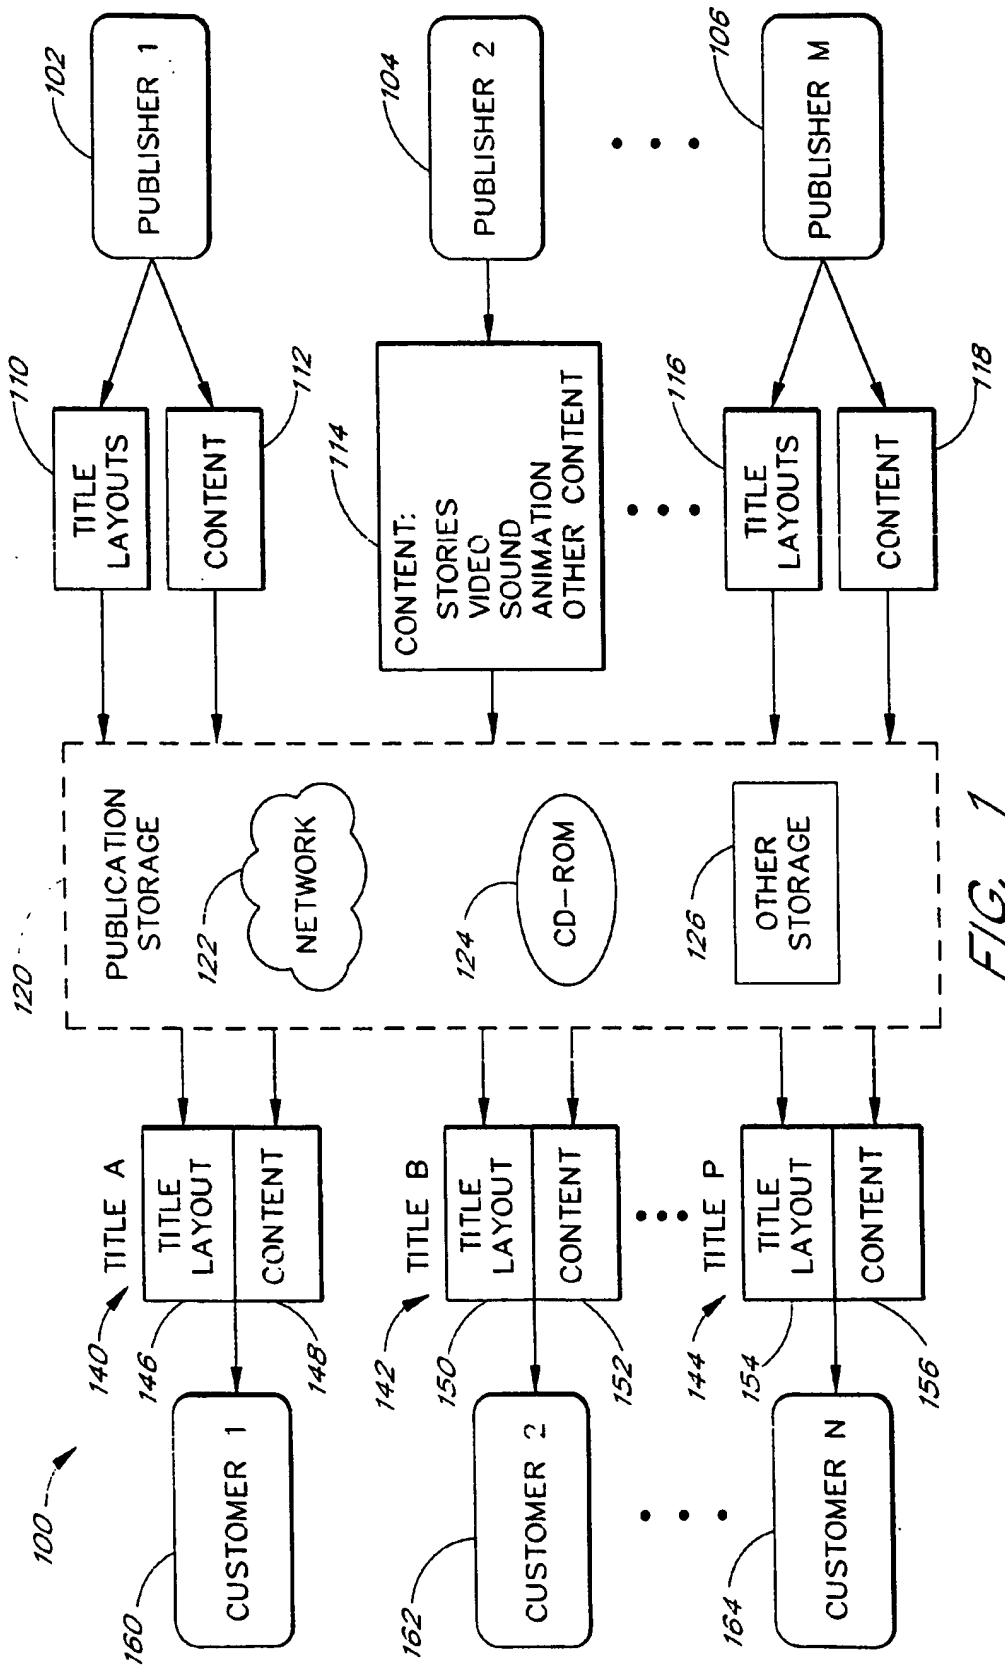 100
160
CUSTOMER 1
140
TITLE A
146
TITLE
LAYOUT
CONTENT
148
162
CUSTOMER 2
142
TITLE B
150
TITLE
LAYOUT
CONTENT
152
164
CUSTOMER N
144
TITLE P
154
TITLE
LAYOUT
CONTENT
156
120
PUBLICATION
STORAGE
122
NETWORK
124
CD-ROM
126
OTHER
STORAGE
110
TITLE
LAYOUTS
CONTENT
112
114
CONTENT:
STORIES
VIDEO
SOUND
ANIMATION
OTHER CONTENT
116
TITLE
LAYOUTS
CONTENT
118
102
PUBLISHER 1
104
PUBLISHER 2
106
PUBLISHER M
FIG. 1